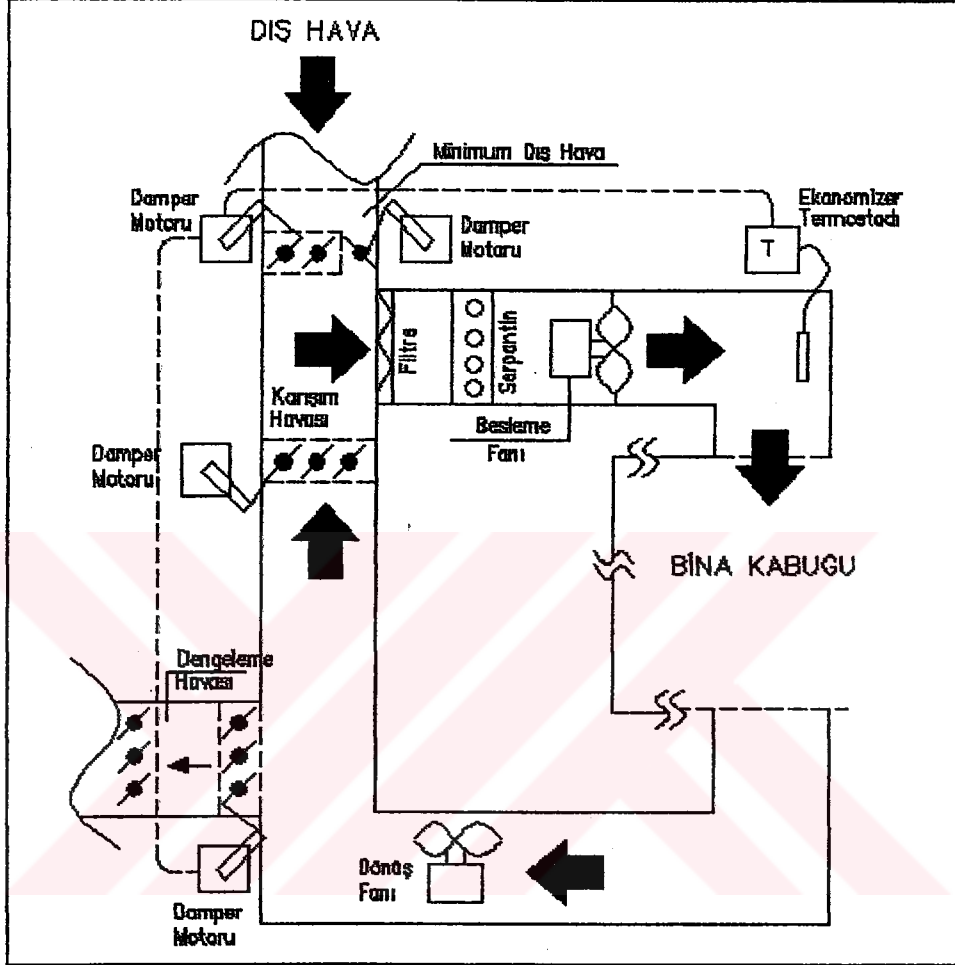 DIŞ HAVA
Minimum Dış Hava
Damper
Motoru
Damper
Motoru
Ekonomizer
Termostadı
T
Filtre
Serpantin
Karışım
Havası
Besleme
Fanı
Damper
Motoru
BİNA KABUĞU
Dengeleme
Havası
Dönüş
Fanı
Damper
Motoru